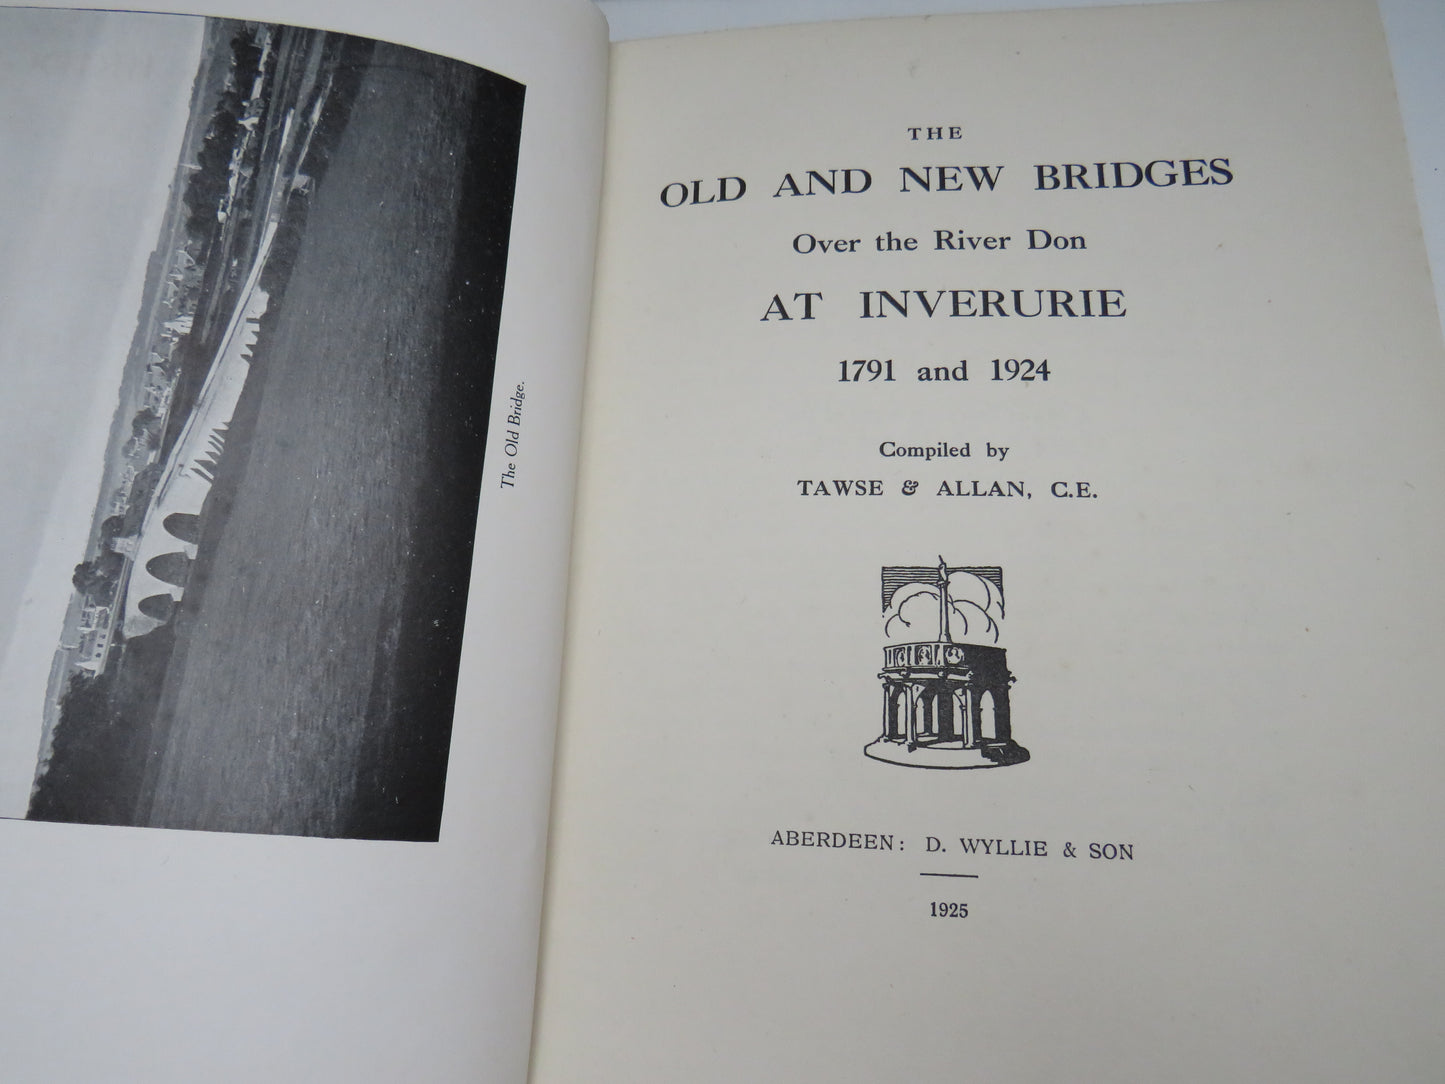 The Old Bridge.
THE
OLD AND NEW BRIDGES
Over the River Don
AT INVERURIE
1791 and 1924
Compiled by
TAWSE & ALLAN, C.E.
ABERDEEN: D. WYLLIE & SON
1925